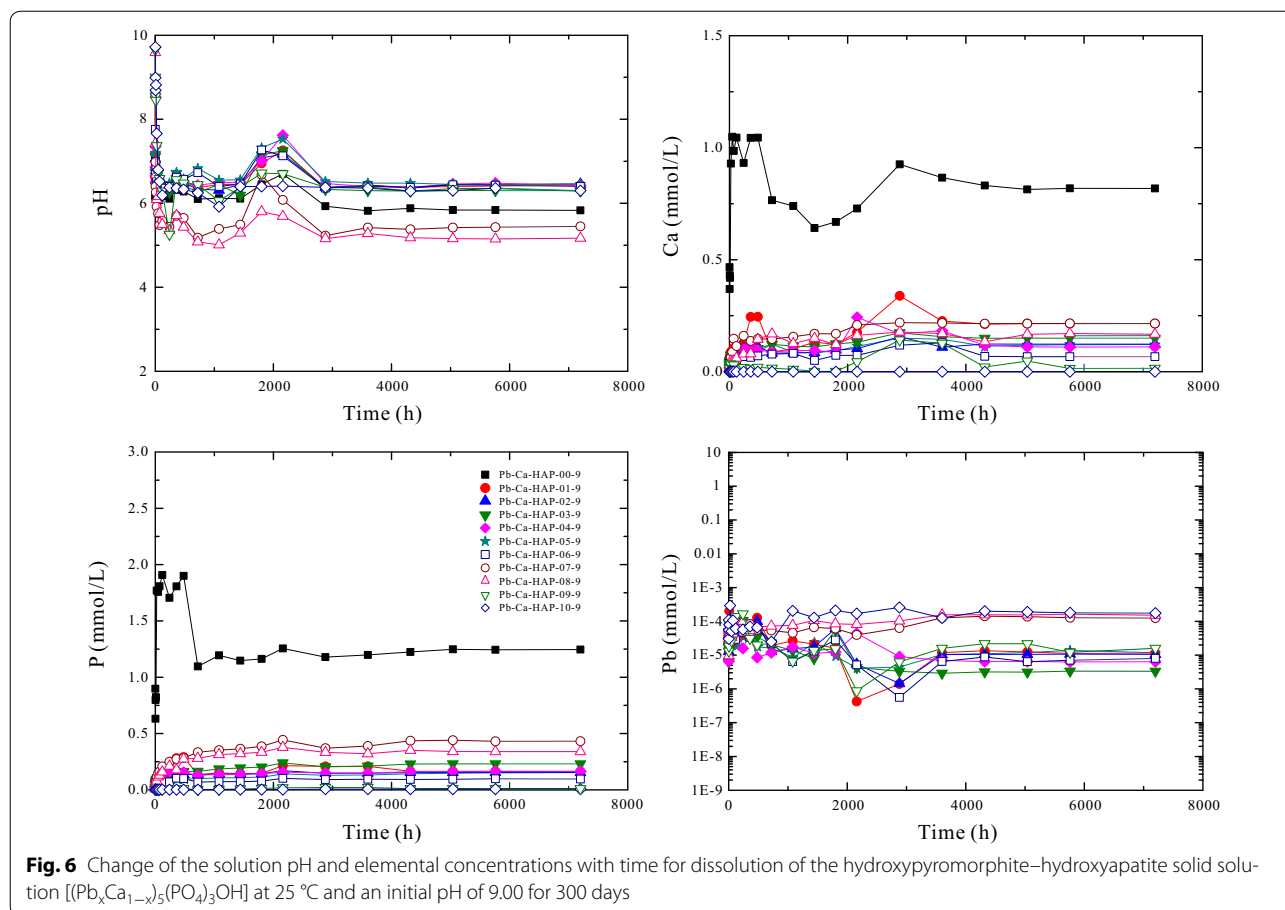 10
8
6
4
2
pH
0
2000
4000
6000
8000
Time (h)
1.5
1.0
0.5
0.0
Ca (mmol/L)
0
2000
4000
6000
8000
Time (h)
3.0
2.5
2.0
1.5
1.0
0.5
0.0
P (mmol/L)
0
2000
4000
6000
8000
Time (h)
Pb-Ca-HAP-00-9
Pb-Ca-HAP-01-9
Pb-Ca-HAP-02-9
Pb-Ca-HAP-03-9
Pb-Ca-HAP-04-9
Pb-Ca-HAP-05-9
Pb-Ca-HAP-06-9
Pb-Ca-HAP-07-9
Pb-Ca-HAP-08-9
Pb-Ca-HAP-09-9
Pb-Ca-HAP-10-9
10
1
0.1
0.01
1E-3
1E-4
1E-5
1E-6
1E-7
1E-8
1E-9
Pb (mmol/L)
0
2000
4000
6000
8000
Time (h)
Fig. 6 Change of the solution pH and elemental concentrations with time for dissolution of the hydroxypyromorphite–hydroxyapatite solid solu-
tion [(PbxCa1−x)5(PO4)3OH] at 25 °C and an initial pH of 9.00 for 300 days